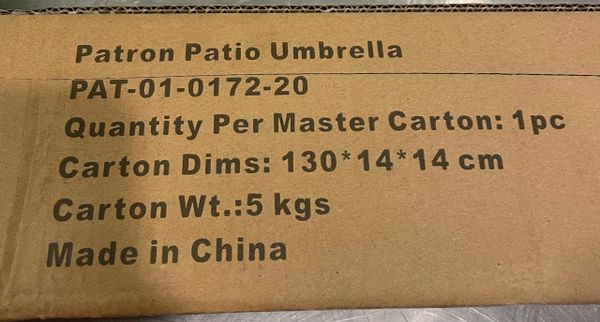 Patron Patio Umbrella
PAT-01-0172-20
Quantity Per Master Carton: 1pc
Carton Dims: 130*14*14 cm
Carton Wt.:5 kgs
Made in China